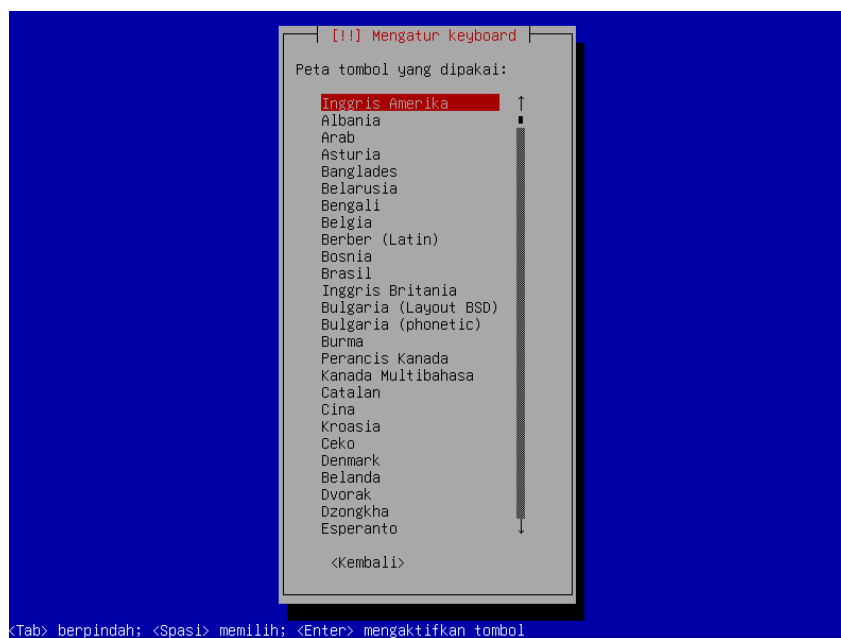 [!!] Mengatur keyboard
Peta tombol yang dipakai:
Inggris Amerika
Albania
Arab
Asturia
Banglades
Belarusia
Bengali
Belgia
Berber (Latin)
Bosnia
Brasil
Inggris Britania
Bulgaria (Layout BSD)
Bulgaria (phonetic)
Burma
Perancis Kanada
Kanada Multibahasa
Catalan
Cina
Kroasia
Ceko
Denmark
Belanda
Dvorak
Dzongkha
Esperanto
<Kembali>
<Tab> berpindah; <Spasi> memilih; <Enter> mengaktifkan tombol